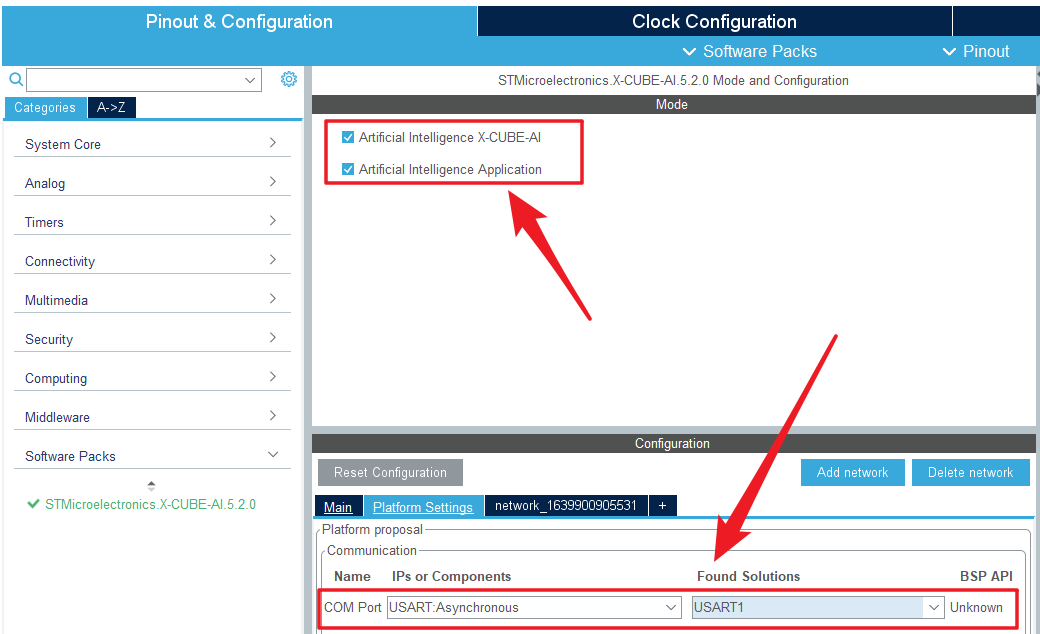 Pinout & Configuration
Clock Configuration
Software Packs
Pinout
Categories
A->Z
System Core
Analog
Timers
Connectivity
Multimedia
Security
Computing
Middleware
Software Packs
STMicroelectronics.X-CUBE-AI.5.2.0
STMicroelectronics.X-CUBE-AI.5.2.0 Mode and Configuration
Mode
Artificial Intelligence X-CUBE-AI
Artificial Intelligence Application
Configuration
Reset Configuration
Add network
Delete network
Main
Platform Settings
network_1639900905531
+
Platform proposal
Communication
Name IPs or Components Found Solutions BSP API
COM Port USART:Asynchronous USART1 Unknown